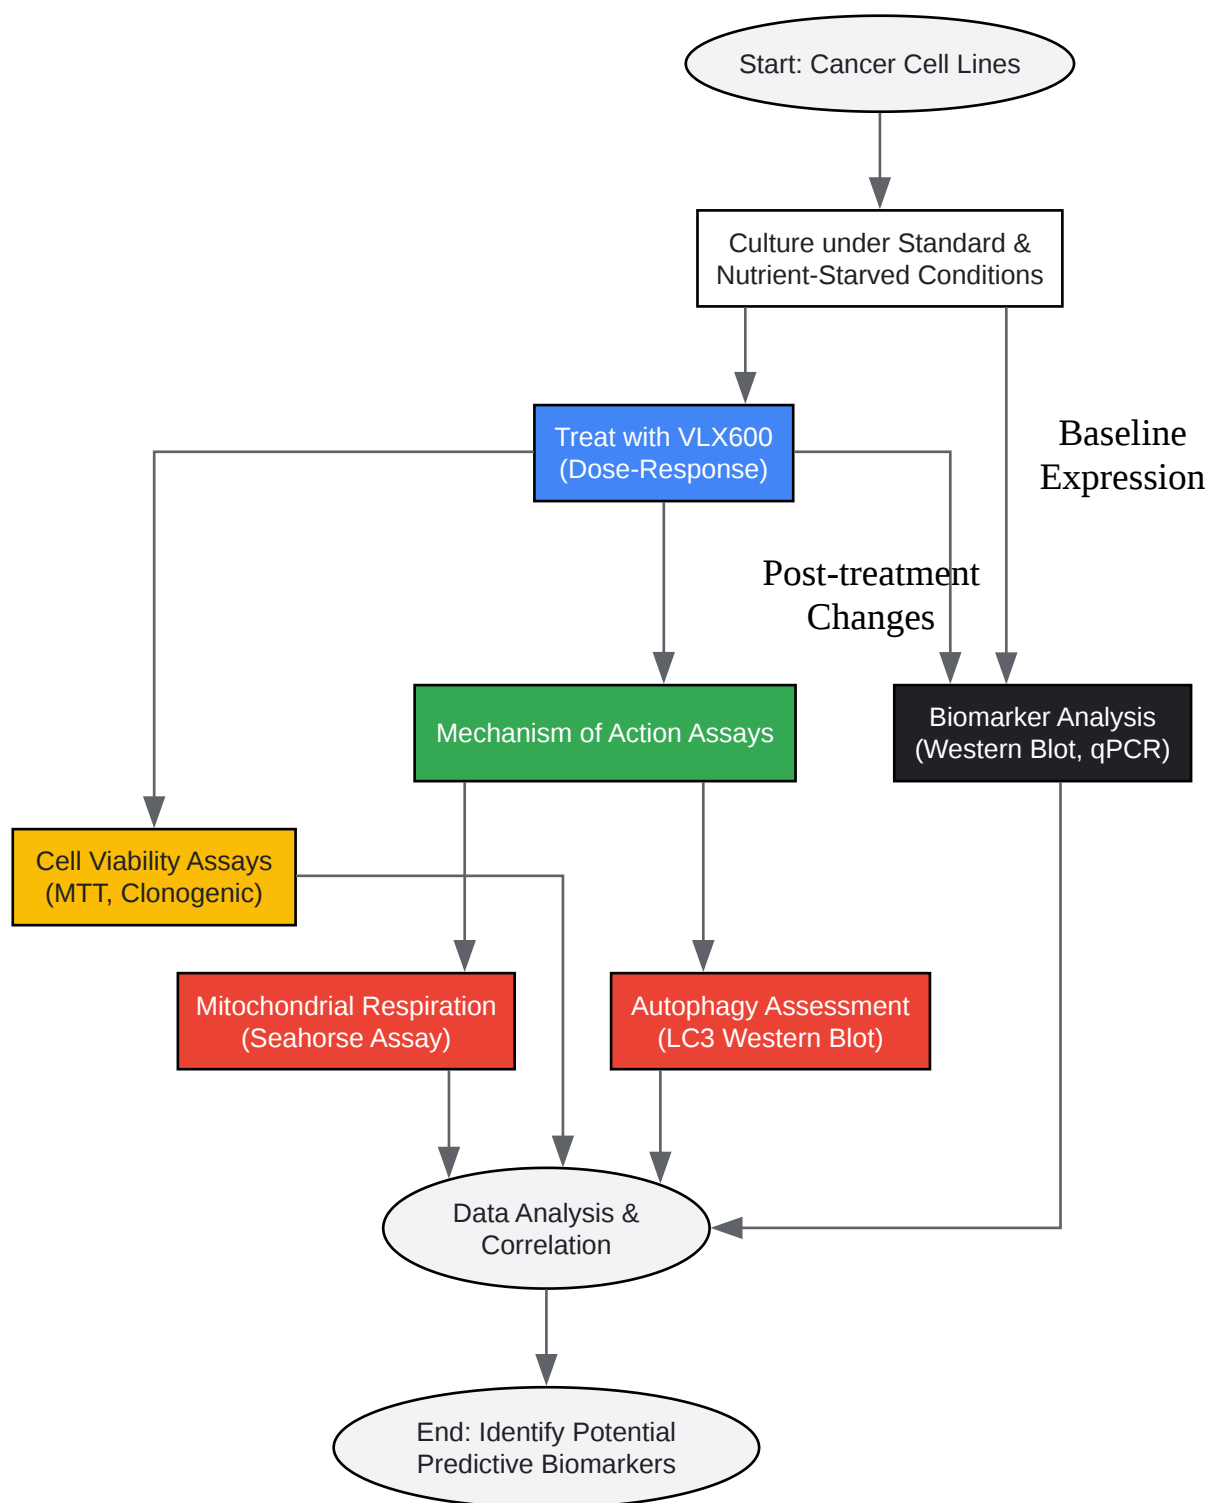 Start: Cancer Cell Lines
Culture under Standard &
Nutrient-Starved Conditions
Treat with VLX600
(Dose-Response)
Baseline
Expression
Post-treatment
Changes
Mechanism of Action Assays
Biomarker Analysis
(Western Blot, qPCR)
Cell Viability Assays
(MTT, Clonogenic)
Mitochondrial Respiration
(Seahorse Assay)
Autophagy Assessment
(LC3 Western Blot)
Data Analysis &
Correlation
End: Identify Potential
Predictive Biomarkers